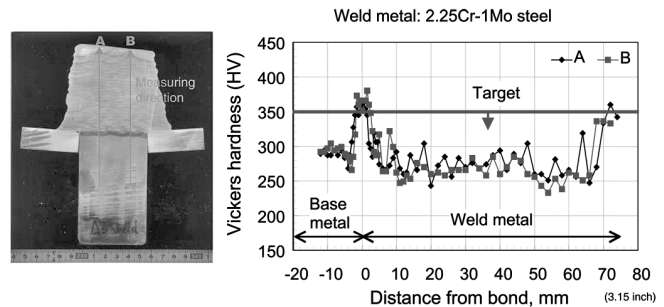 Weld metal: 2.25Cr-1Mo steel
A B
Measuring
direction
Vickers hardness (HV)
450
400
350
300
250
200
150
A B
Target
Base
metal
Weld metal
-20 -10 0 10 20 30 40 50 60 70 80
Distance from bond, mm
(3.15 inch)